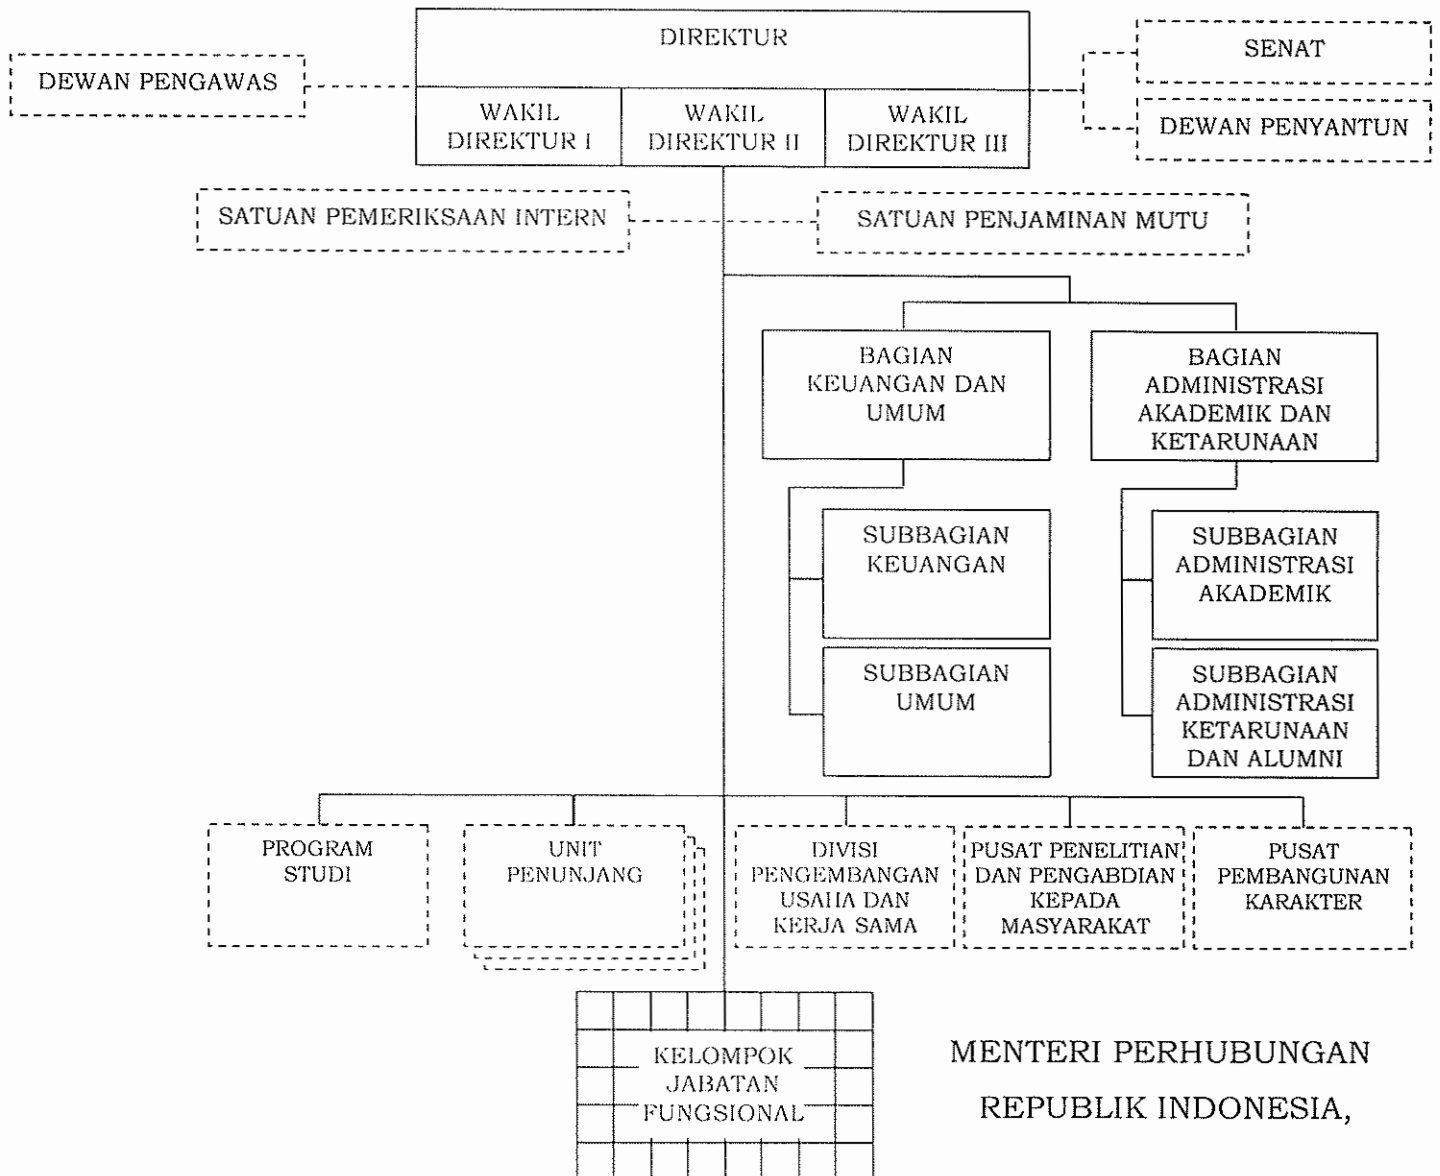 DIREKTUR
SENAT
DEWAN PENGAWAS
WAKIL
DIREKTUR I
WAKIL
DIREKTUR II
WAKIL
DIREKTUR III
DEWAN PENYANTUN
SATUAN PEMERIKSAAN INTERN
SATUAN PENJAMINAN MUTU
BAGIAN
KEUANGAN DAN
UMUM
BAGIAN
ADMINISTRASI
AKADEMIK DAN
KETARUNAAN
SUBBAGIAN
KEUANGAN
SUBBAGIAN
ADMINISTRASI
AKADEMIK
SUBBAGIAN
UMUM
SUBBAGIAN
ADMINISTRASI
KETARUNAAN
DAN ALUMNI
PROGRAM
STUDI
UNIT
PENUNJANG
DIVISI
PENGEMBANGAN
USAHA DAN
KERJA SAMA
PUSAT PENELITIAN
DAN PENGABDIAN
KEPADA
MASYARAKAT
PUSAT
PEMBANGUNAN
KARAKTER
KELOMPOK
JABATAN
FUNGSIONAL
MENTERI PERHUBUNGAN
REPUBLIK INDONESIA,